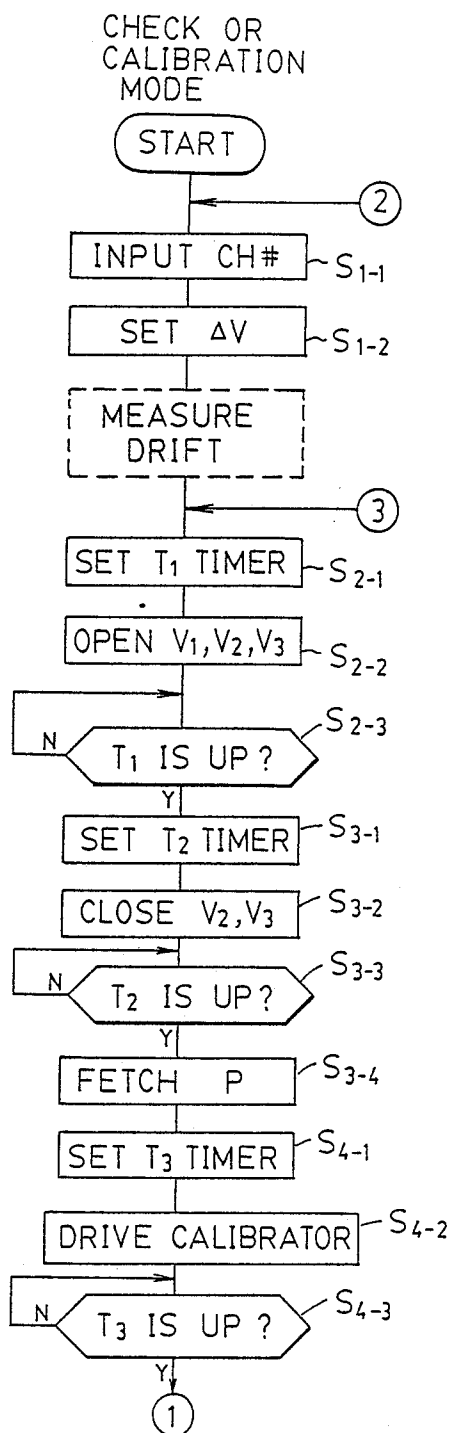 CHECK OR
CALIBRATION
MODE
START
2
INPUT CH# S1-1
SET ΔV S1-2
MEASURE
DRIFT
3
SET T1 TIMER S2-1
OPEN V1,V2,V3 S2-2
S2-3
N T1 IS UP?
Y
SET T2 TIMER S3-1
CLOSE V2,V3 S3-2
S3-3
N T2 IS UP?
Y
FETCH P S3-4
SET T3 TIMER S4-1
DRIVE CALIBRATOR S4-2
S4-3
N T3 IS UP?
Y
1